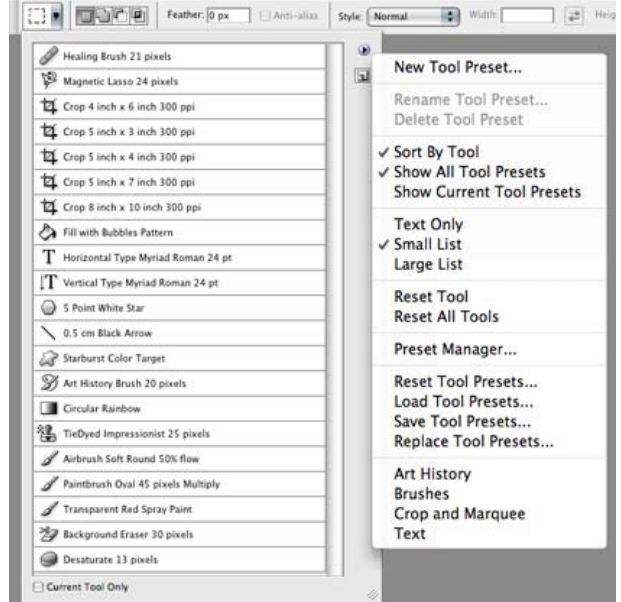 Feather: 0 px Anti-alias Style: Normal Width: Heig
Healing Brush 21 pixels
Magnetic Lasso 24 pixels
Crop 4 inch x 6 inch 300 ppi
Crop 5 inch x 3 inch 300 ppi
Crop 5 inch x 4 inch 300 ppi
Crop 5 inch x 7 inch 300 ppi
Crop 8 inch x 10 inch 300 ppi
Fill with Bubbles Pattern
Horizontal Type Myriad Roman 24 pt
Vertical Type Myriad Roman 24 pt
5 Point White Star
0.5 cm Black Arrow
Starburst Color Target
Art History Brush 20 pixels
Circular Rainbow
TieDyed Impressionist 25 pixels
Airbrush Soft Round 50% flow
Paintbrush Oval 45 pixels Multiply
Transparent Red Spray Paint
Background Eraser 30 pixels
Desaturate 13 pixels
Current Tool Only
New Tool Preset...
Rename Tool Preset...
Delete Tool Preset
Sort By Tool
Show All Tool Presets
Show Current Tool Presets
Text Only
Small List
Large List
Reset Tool
Reset All Tools
Preset Manager...
Reset Tool Presets...
Load Tool Presets...
Save Tool Presets...
Replace Tool Presets...
Art History
Brushes
Crop and Marquee
Text